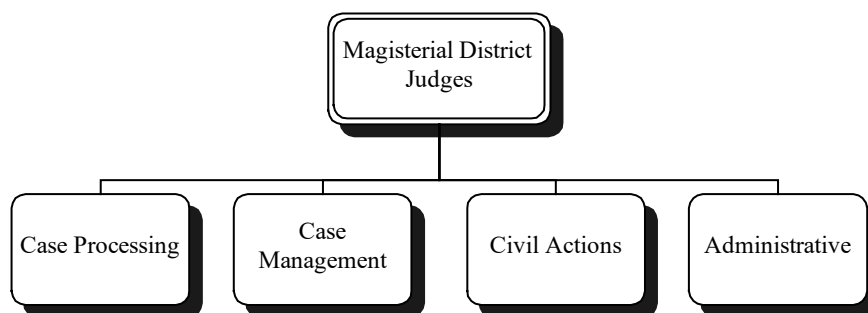 Magisterial District
Judges
Case Processing
Case
Management
Civil Actions
Administrative